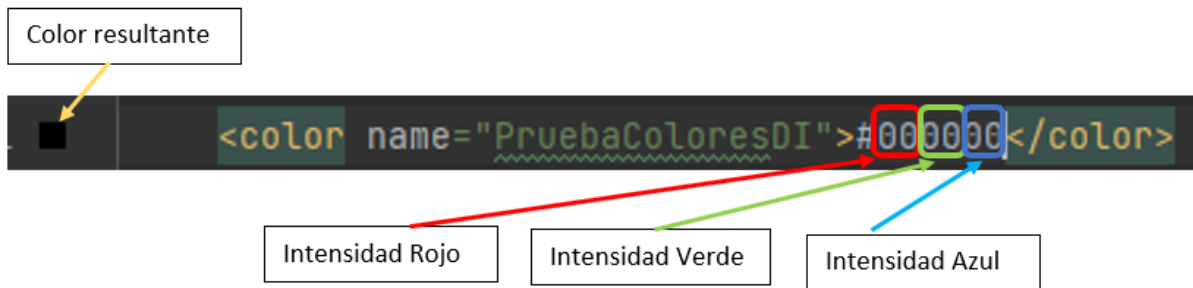 Color resultante
<color name="PruebaColoresDI">#000000</color>
Intensidad Rojo
Intensidad Verde
Intensidad Azul